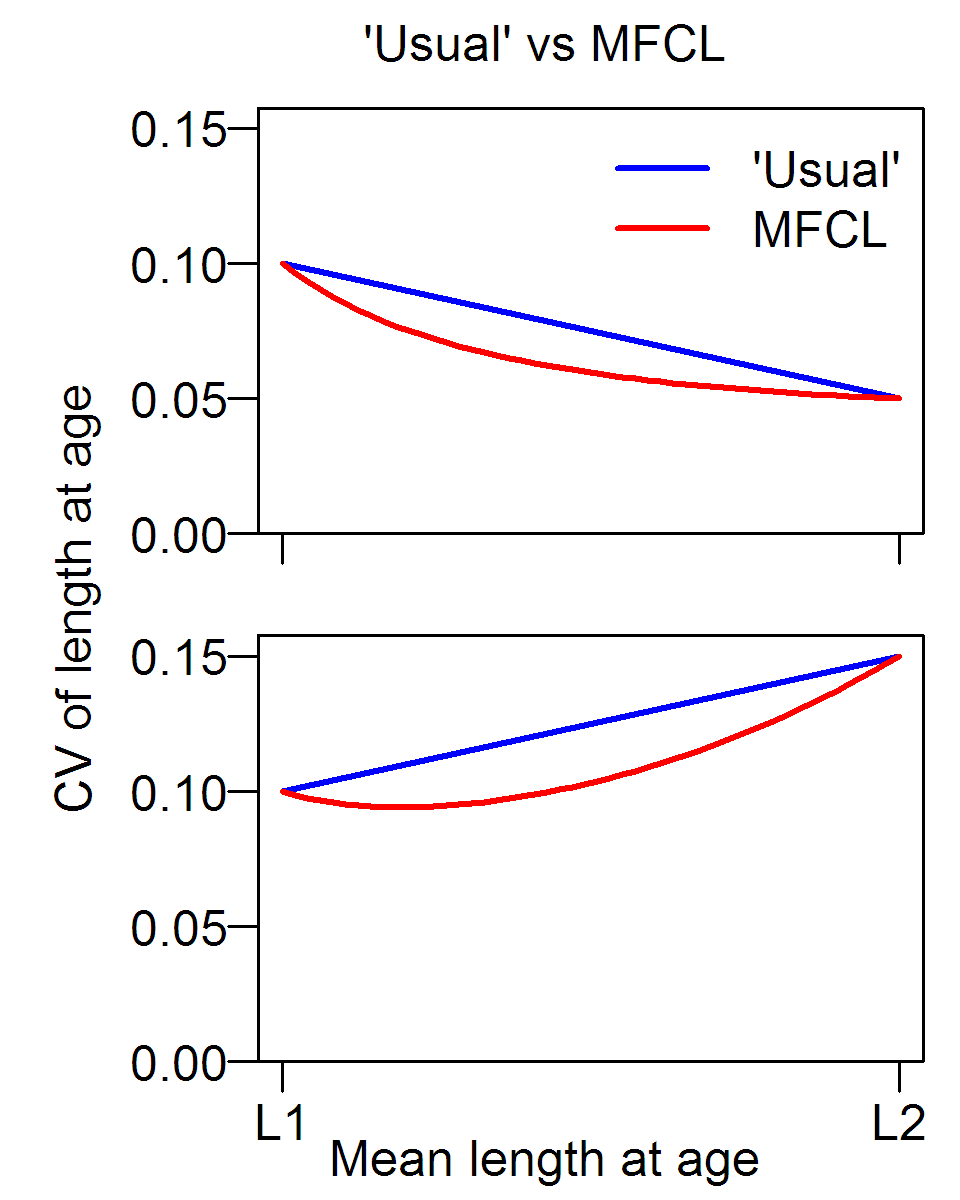 'Usual' vs MFCL
0.15
'Usual'
MFCL
0.10
0.05
0.00
CV of length at age
0.15
0.10
0.05
0.00
L1
L2
Mean length at age